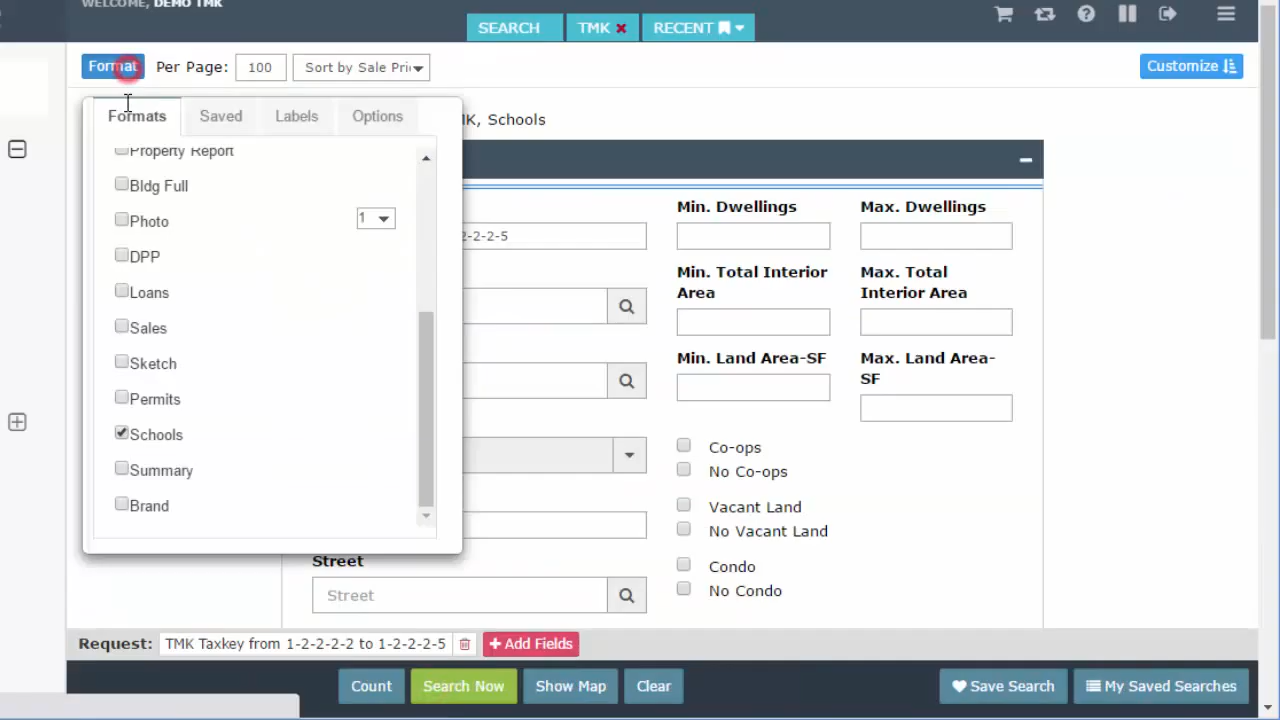 WELCOME, DEMO TMK
SEARCH
TMK
RECENT
Format
Per Page:
100
Sort by Sale Pri
Customize
Formats
Saved
Labels
Options
K, Schools
Property Report
Bldg Full
Photo
1
DPP
Loans
Sales
Sketch
Permits
Schools
Summary
Brand
2-2-2-5
Min. Dwellings
Max. Dwellings
Min. Total Interior
Area
Max. Total
Interior Area
Min. Land Area-SF
Max. Land Area-
SF
Co-ops
No Co-ops
Vacant Land
No Vacant Land
Condo
No Condo
Street
Street
Request:
TMK Taxkey from 1-2-2-2-2 to 1-2-2-2-5
+ Add Fields
Count
Search Now
Show Map
Clear
Save Search
My Saved Searches